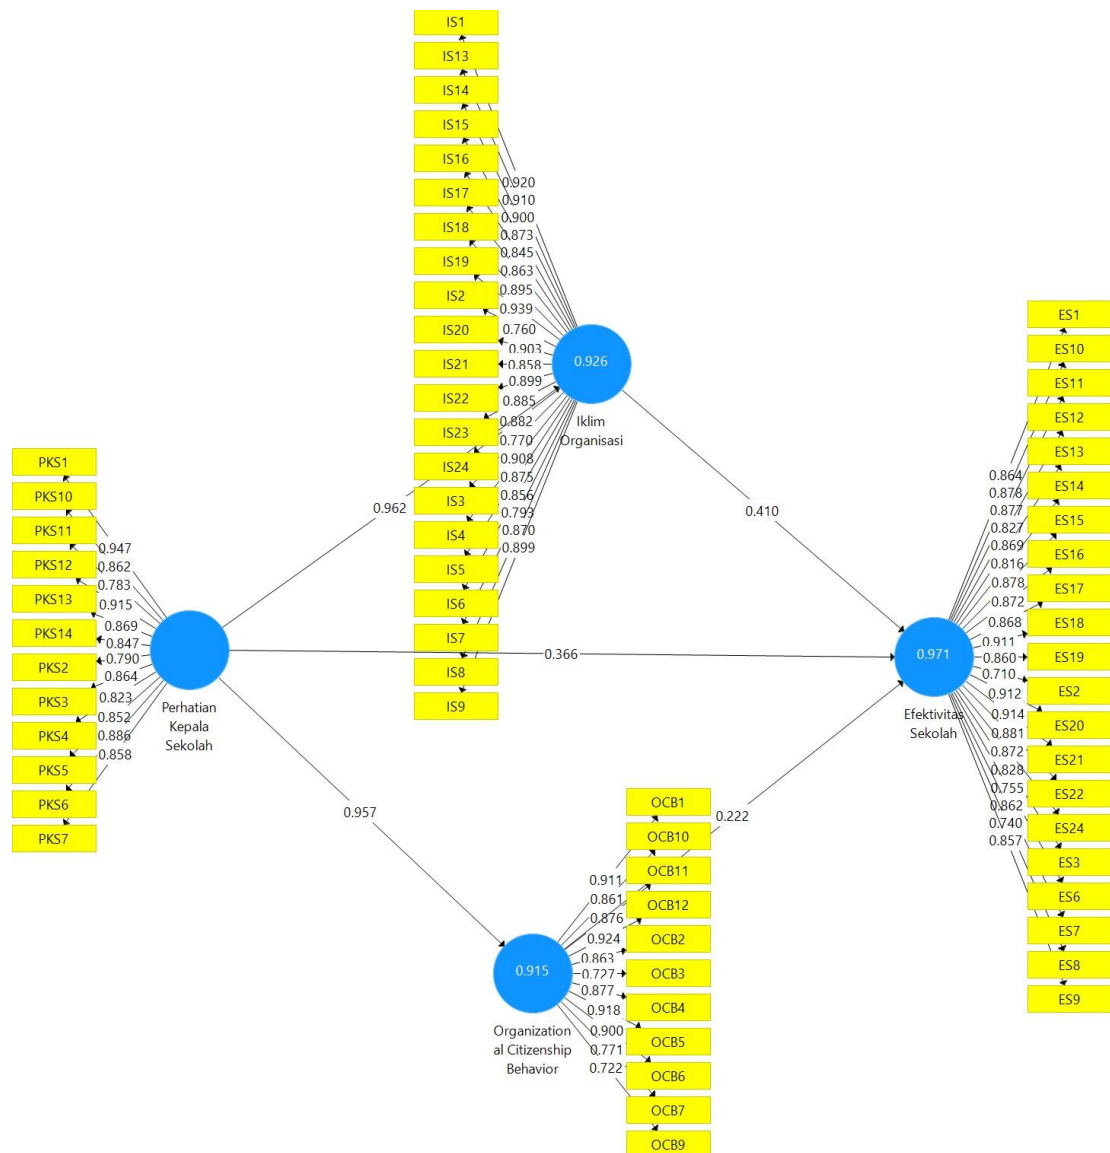 IS1
IS13
IS14
IS15
IS16
IS17
IS18
IS19
IS2
IS20
IS21
IS22
IS23
IS24
IS3
IS4
IS5
IS6
IS7
IS8
IS9
0.920
0.910
0.900
0.873
0.845
0.863
0.895
0.939
0.760
0.903
0.858
0.899
0.885
0.882
0.770
0.908
0.875
0.856
0.793
0.870
0.899
0.926
Iklim
Organisasi
PKS1
PKS10
PKS11
PKS12
PKS13
PKS14
PKS2
PKS3
PKS4
PKS5
PKS6
PKS7
0.947
0.862
0.783
0.915
0.869
0.847
0.790
0.864
0.823
0.852
0.886
0.858
Perhatian
Kepala
Sekolah
0.962
0.410
0.366
0.957
0.222
ES1
ES10
ES11
ES12
ES13
ES14
ES15
ES16
ES17
ES18
ES19
ES2
ES20
ES21
ES22
ES24
ES3
ES6
ES7
ES8
ES9
0.864
0.878
0.877
0.827
0.869
0.816
0.878
0.872
0.868
0.911
0.860
0.710
0.912
0.914
0.881
0.872
0.828
0.755
0.862
0.740
0.857
0.971
Efektivitas
Sekolah
OCB1
OCB10
OCB11
OCB12
OCB2
OCB3
OCB4
OCB5
OCB6
OCB7
OCB9
0.911
0.861
0.876
0.924
0.863
0.727
0.877
0.918
0.900
0.771
0.722
0.915
Organization
al Citizenship
Behavior